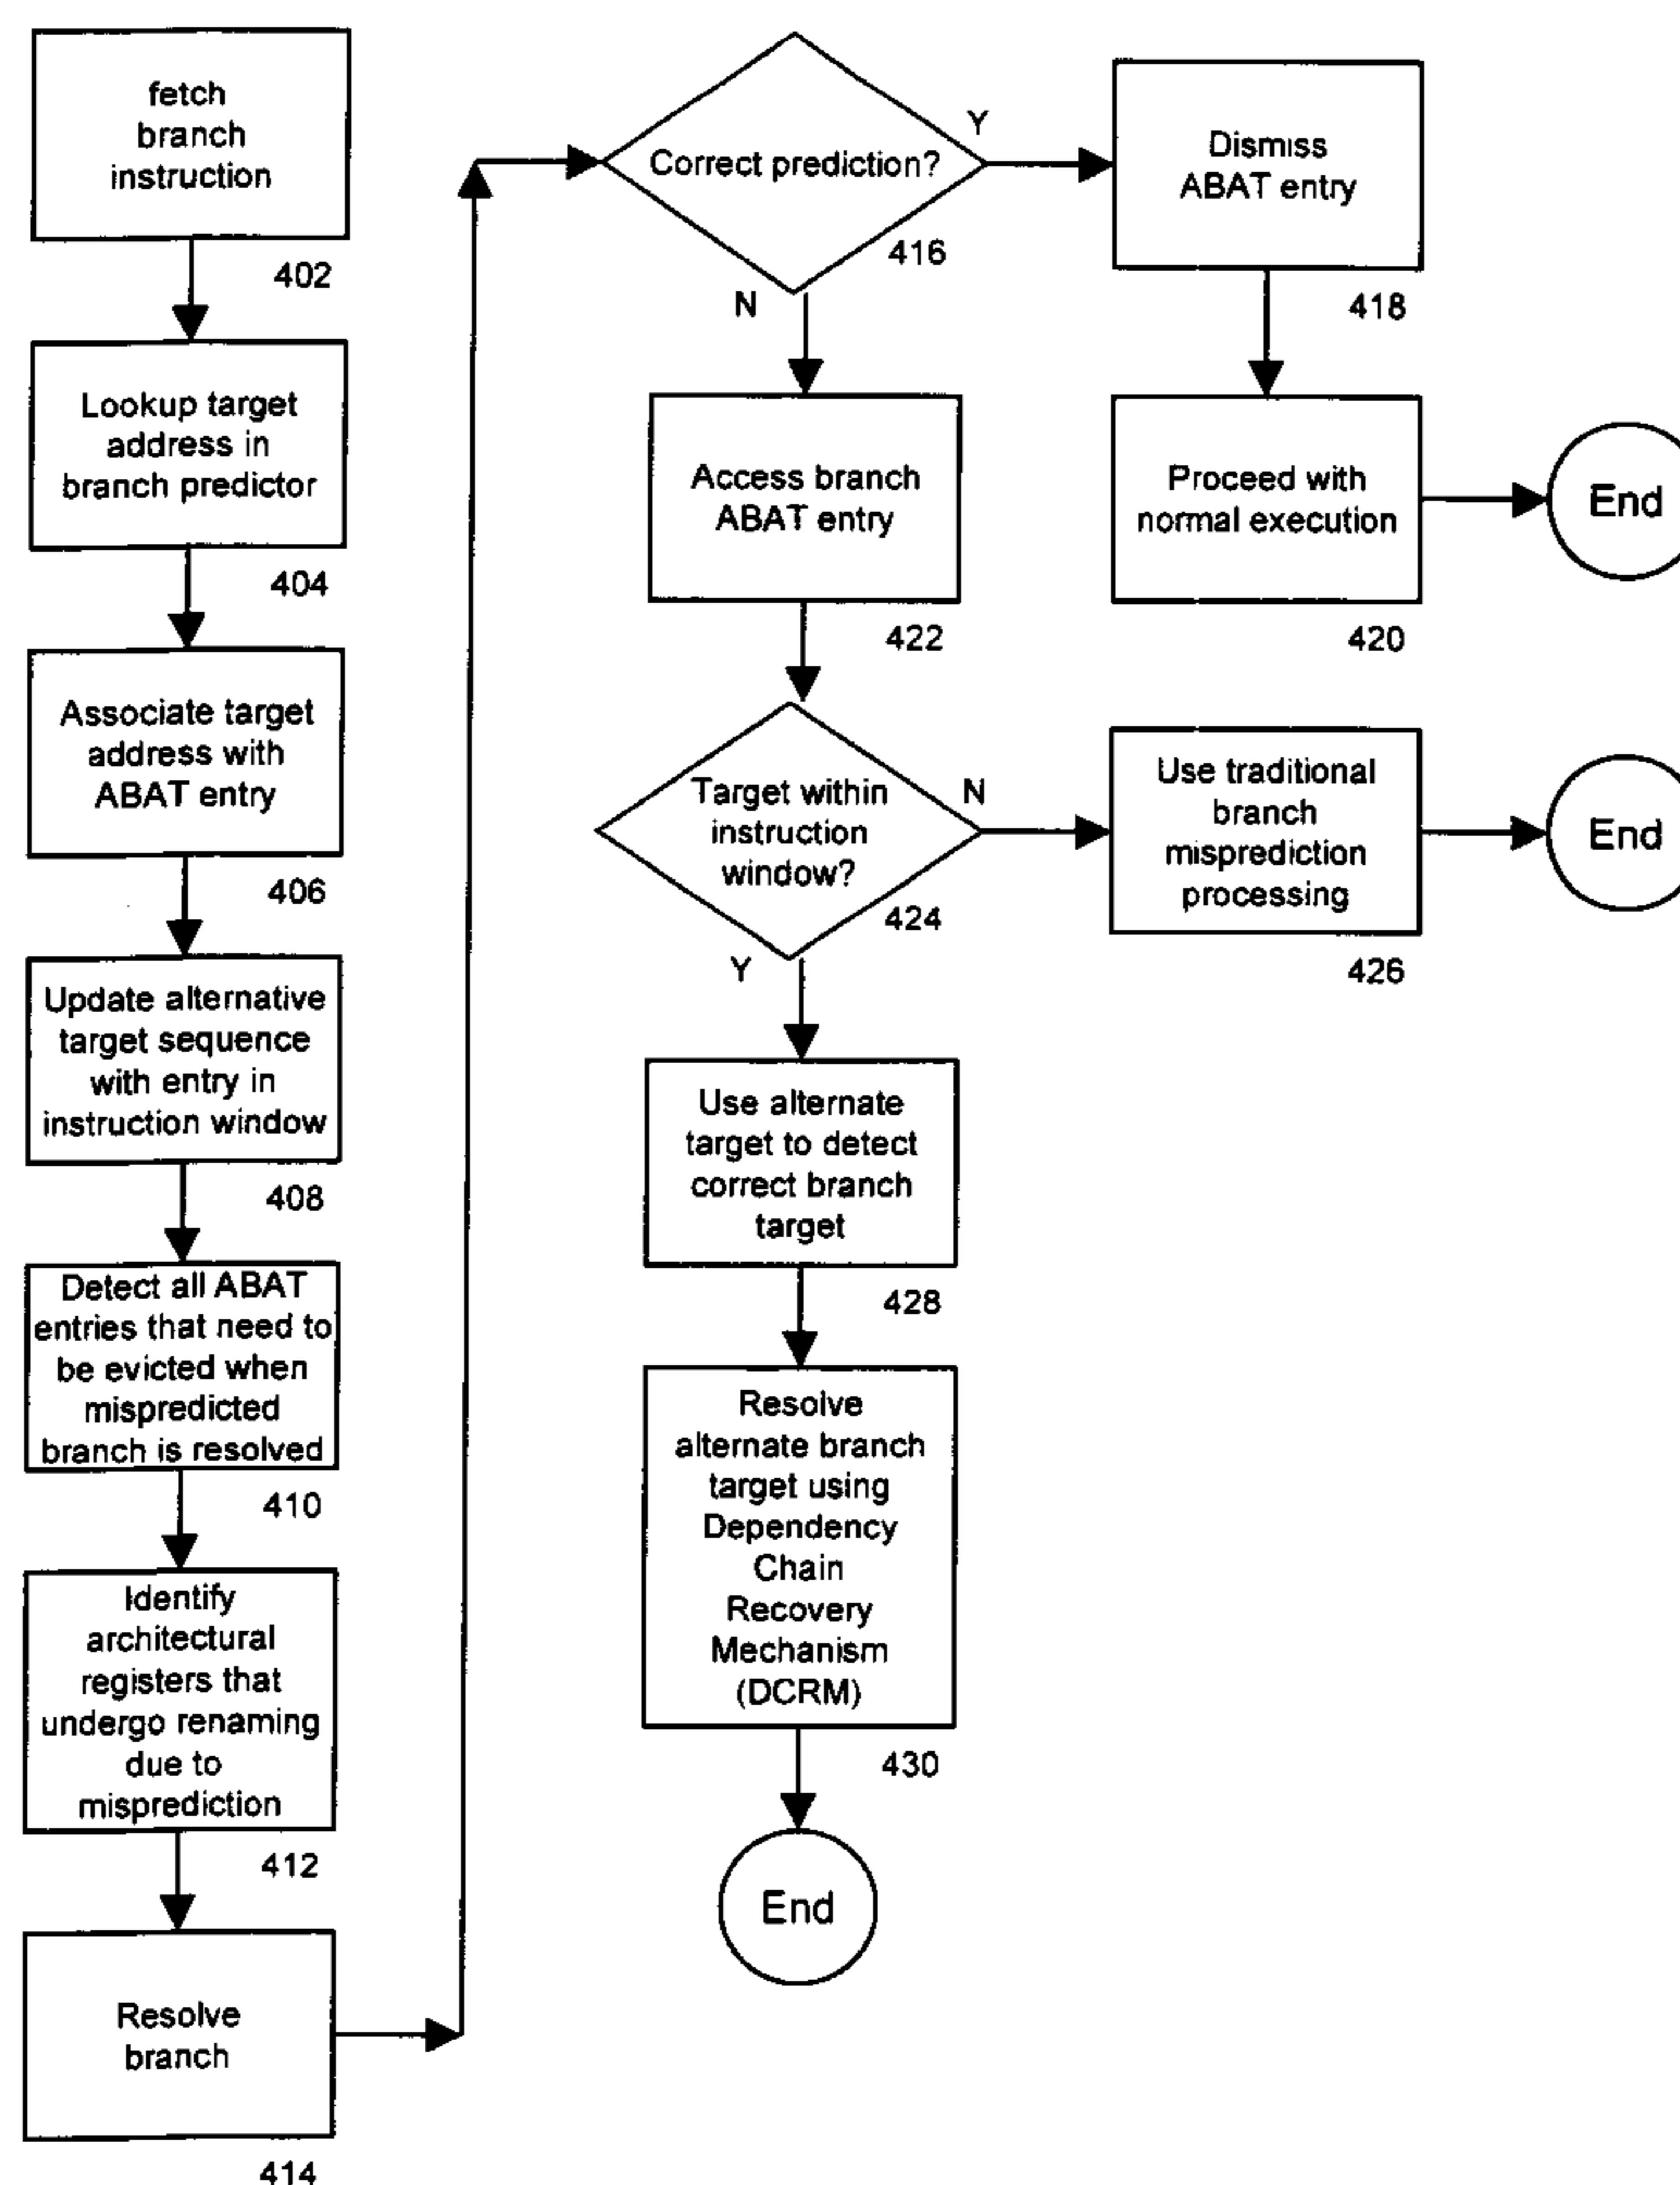 fetch
branch
instruction
402
Lookup target
address in
branch predictor
404
Associate target
address with
ABAT entry
406
Update alternative
target sequence
with entry in
instruction window
408
Detect all ABAT
entries that need to
be evicted when
mispredicted
branch is resolved
410
Identify
architectural
registers that
undergo renaming
due to
misprediction
412
Resolve
branch
414
Correct prediction?
Y
N
416
Dismiss
ABAT entry
418
Proceed with
normal execution
420
End
Access branch
ABAT entry
422
Target within
instruction
window?
N
Y
424
Use traditional
branch
misprediction
processing
426
End
Use alternate
target to detect
correct branch
target
428
Resolve
alternate branch
target using
Dependency
Chain
Recovery
Mechanism
(DCRM)
430
End